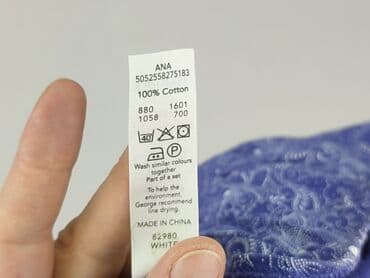 ANA
5052558275183
100% Cotton
880 1601
1058 700
40
P
Wash similar colours
together
Part of a set
To help the
environment,
George recommend
line drying.
MADE IN CHINA
82980
WHITE